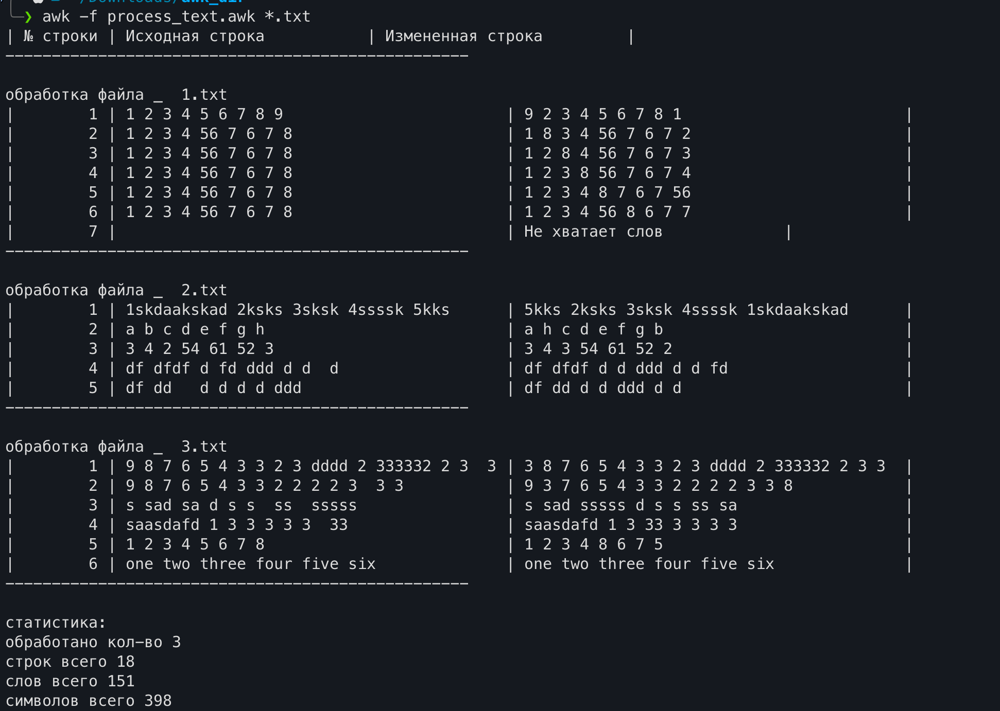 ~/Downloads/awk_dir
❯ awk -f process_text.awk *.txt
| № строки | Исходная строка           | Измененная строка         |
--------------------------------------------------
обработка файла _  1.txt
|        1 | 1 2 3 4 5 6 7 8 9                        | 9 2 3 4 5 6 7 8 1                        |
|        2 | 1 2 3 4 56 7 6 7 8                       | 1 8 3 4 56 7 6 7 2                       |
|        3 | 1 2 3 4 56 7 6 7 8                       | 1 2 8 4 56 7 6 7 3                       |
|        4 | 1 2 3 4 56 7 6 7 8                       | 1 2 3 8 56 7 6 7 4                       |
|        5 | 1 2 3 4 56 7 6 7 8                       | 1 2 3 4 8 7 6 7 56                       |
|        6 | 1 2 3 4 56 7 6 7 8                       | 1 2 3 4 56 8 6 7 7                       |
|        7 |                                          | Не хватает слов             |
--------------------------------------------------
обработка файла _  2.txt
|        1 | 1skdaakskad 2ksks 3sksk 4ssssk 5kks      | 5kks 2ksks 3sksk 4ssssk 1skdaakskad      |
|        2 | a b c d e f g h                          | a h c d e f g b                          |
|        3 | 3 4 2 54 61 52 3                         | 3 4 3 54 61 52 2                         |
|        4 | df dfdf d fd ddd d d  d                  | df dfdf d d ddd d d fd                   |
|        5 | df dd   d d d d ddd                      | df dd d d ddd d d                        |
--------------------------------------------------
обработка файла _  3.txt
|        1 | 9 8 7 6 5 4 3 3 2 3 dddd 2 333332 2 3  3 | 3 8 7 6 5 4 3 3 2 3 dddd 2 333332 2 3 3  |
|        2 | 9 8 7 6 5 4 3 3 2 2 2 2 3  3 3           | 9 3 7 6 5 4 3 3 2 2 2 2 3 3 8            |
|        3 | s sad sa d s s  ss  sssss                | s sad sssss d s s ss sa                  |
|        4 | saasdafd 1 3 3 3 3 3  33                 | saasdafd 1 3 33 3 3 3 3                  |
|        5 | 1 2 3 4 5 6 7 8                          | 1 2 3 4 8 6 7 5                          |
|        6 | one two three four five six              | one two three four five six              |
--------------------------------------------------
статистика:
обработано кол-во 3
строк всего 18
слов всего 151
символов всего 398